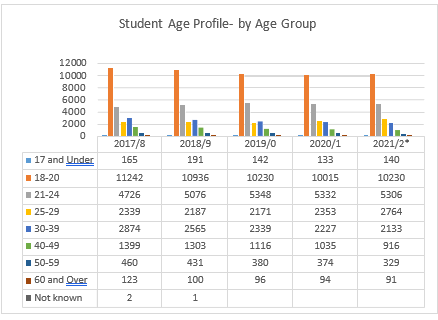 Student Age Profile- by Age Group
12000
10000
8000
6000
4000
2000
0
2017/8 2018/9 2019/0 2020/1 2021/2*
17 and Under 165 191 142 133 140
18-20 11242 10936 10230 10015 10230
21-24 4726 5076 5348 5332 5306
25-29 2339 2187 2171 2353 2764
30-39 2874 2565 2339 2227 2133
40-49 1399 1303 1116 1035 916
50-59 460 431 380 374 329
60 and Over 123 100 96 94 91
Not known 2 1